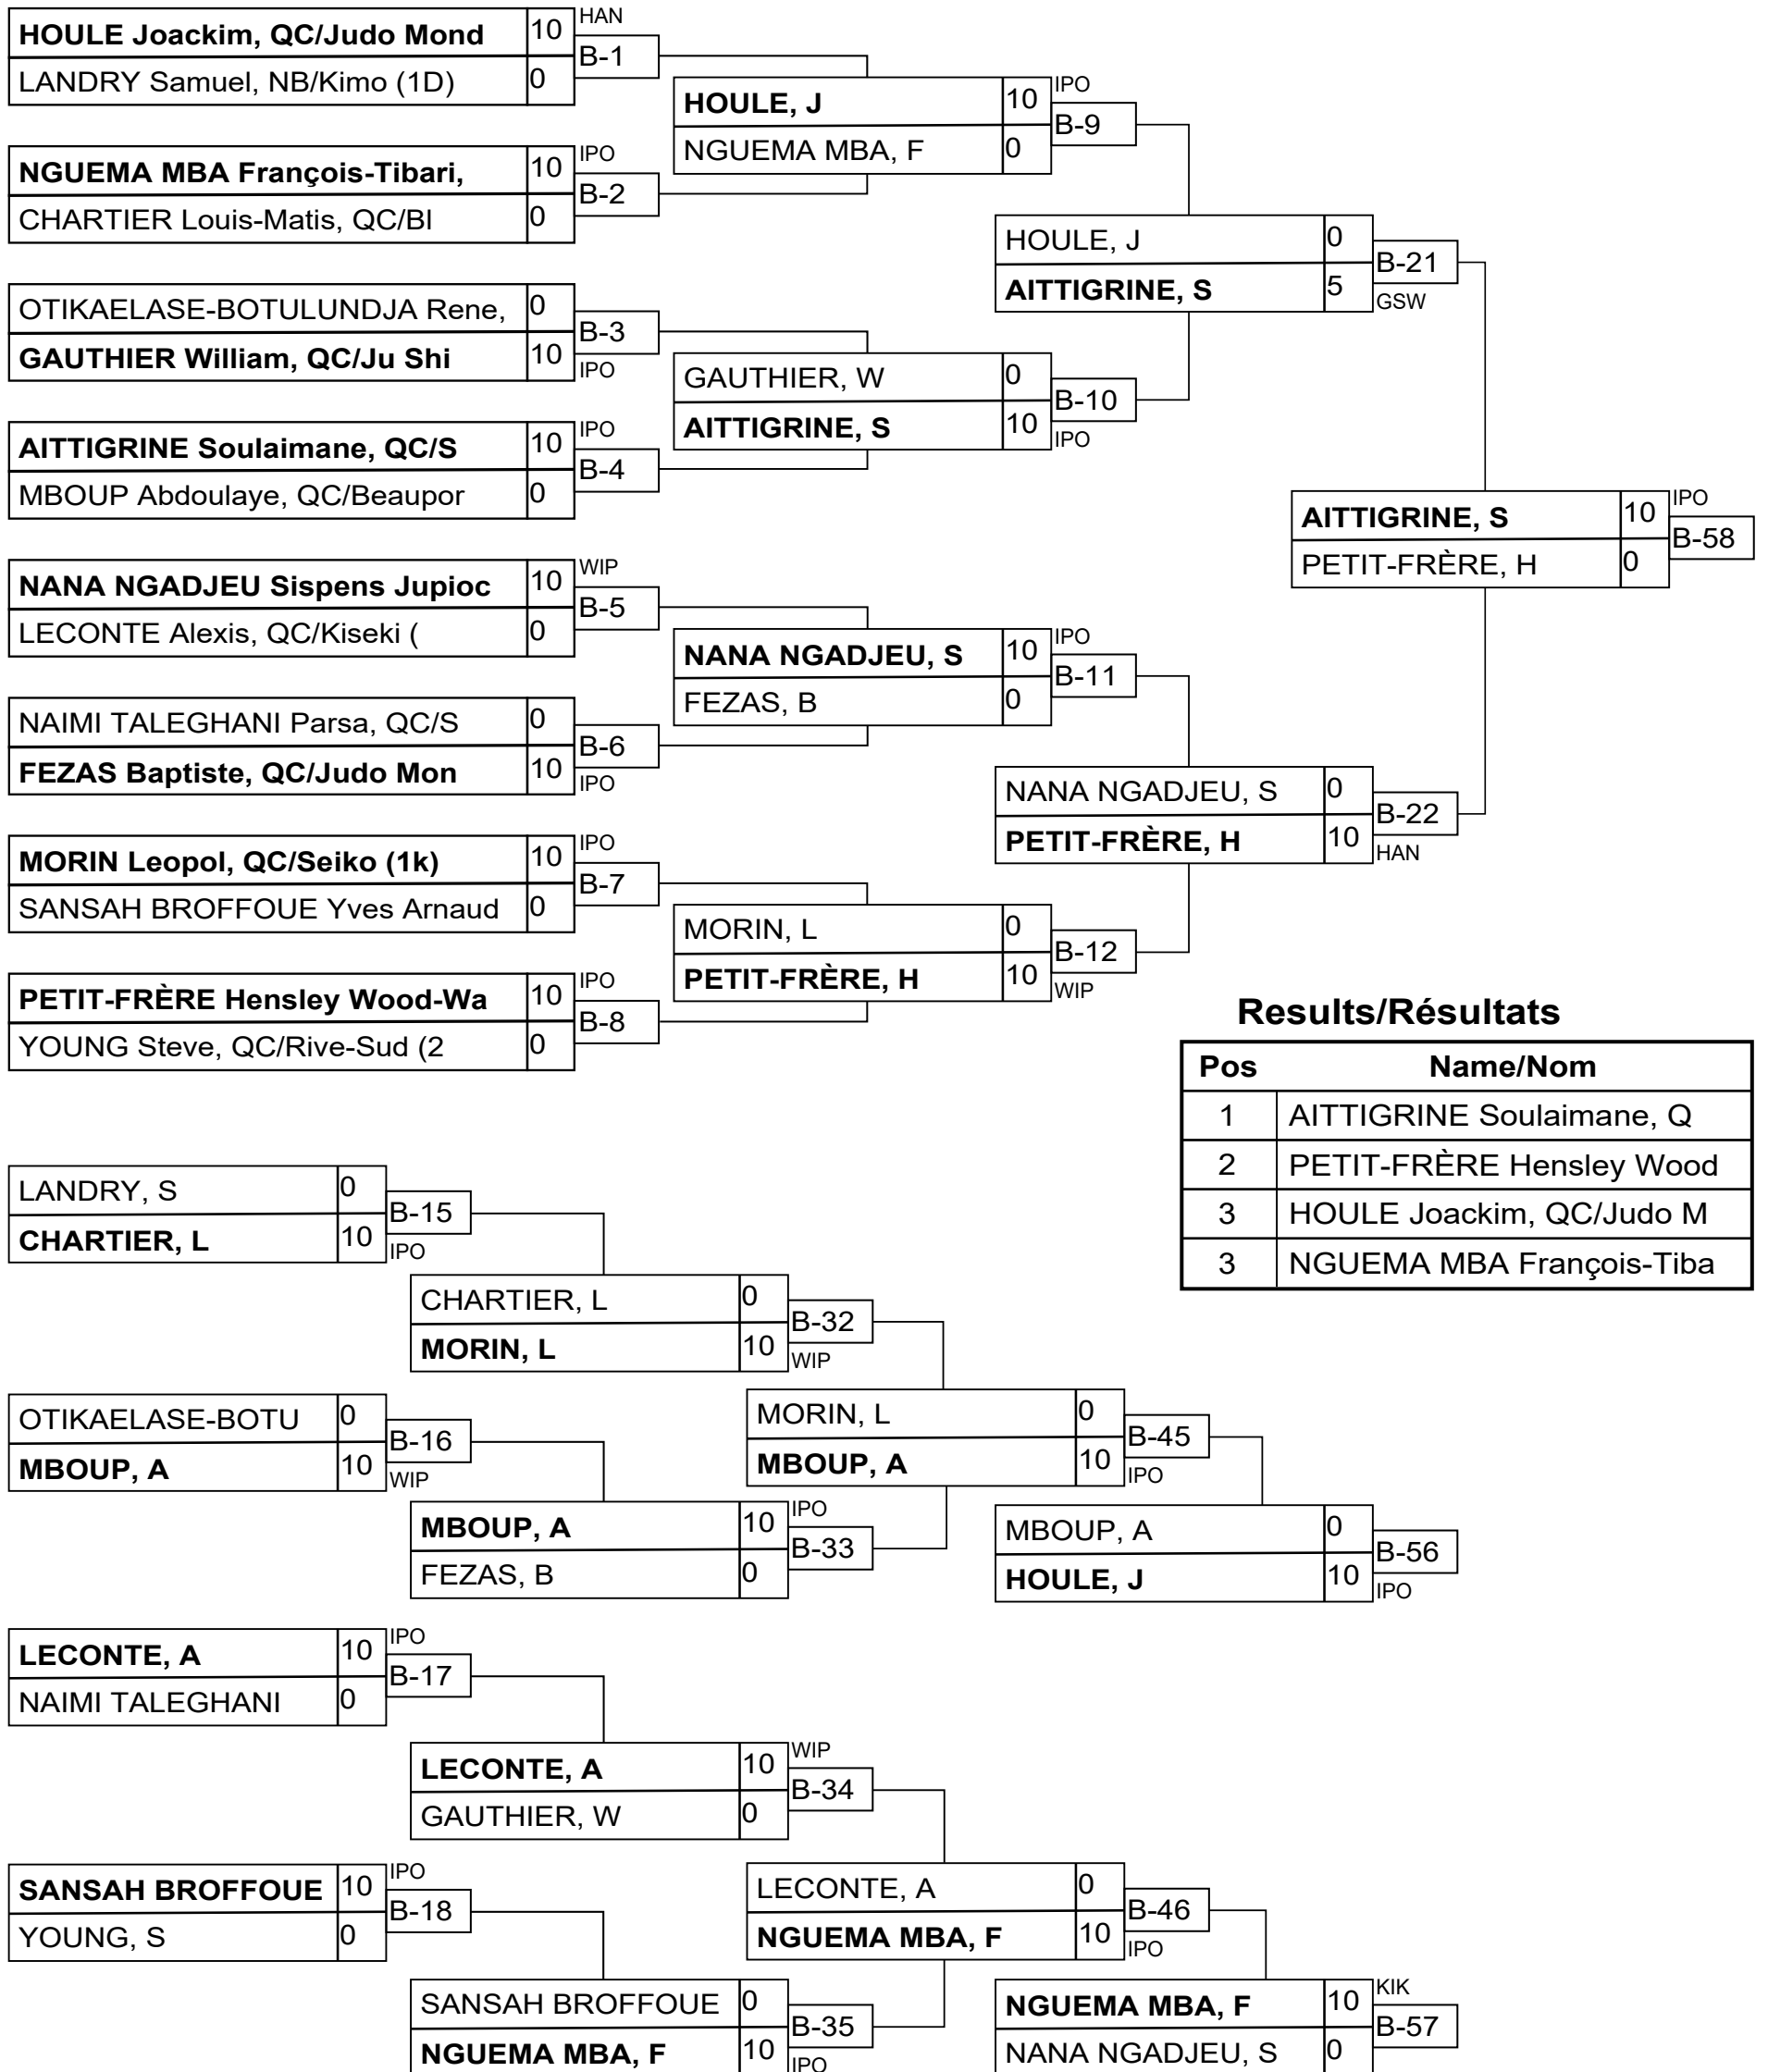 HOULE Joackim, QC/Judo Mond 10 HAN
B-1
LANDRY Samuel, NB/Kimo (1D) 0
NGUEMA MBA François-Tibari, 10 IPO
B-2
CHARTIER Louis-Matis, QC/Bl 0
OTIKAELASE-BOTULUNDJA Rene, 0
B-3
GAUTHIER William, QC/Ju Shi 10 IPO
AITTIGRINE Soulaimane, QC/S 10 IPO
B-4
MBOUP Abdoulaye, QC/Beaupor 0
NANA NGADJEU Sispens Jupioc 10 WIP
B-5
LECONTE Alexis, QC/Kiseki ( 0
NAIMI TALEGHANI Parsa, QC/S 0
B-6
FEZAS Baptiste, QC/Judo Mon 10 IPO
MORIN Leopol, QC/Seiko (1k) 10 IPO
B-7
SANSAH BROFFOUE Yves Arnaud 0
PETIT-FRÈRE Hensley Wood-Wa 10 IPO
B-8
YOUNG Steve, QC/Rive-Sud (2 0
HOULE, J 10 IPO
B-9
NGUEMA MBA, F 0
GAUTHIER, W 0
B-10
AITTIGRINE, S 10 IPO
NANA NGADJEU, S 10 IPO
B-11
FEZAS, B 0
MORIN, L 0
B-12
PETIT-FRÈRE, H 10 WIP
HOULE, J 0
B-21
AITTIGRINE, S 5 GSW
NANA NGADJEU, S 0
B-22
PETIT-FRÈRE, H 10 HAN
AITTIGRINE, S 10 IPO
B-58
PETIT-FRÈRE, H 0
Results/Résultats
Pos Name/Nom
1 AITTIGRINE Soulaimane, Q
2 PETIT-FRÈRE Hensley Wood
3 HOULE Joackim, QC/Judo M
3 NGUEMA MBA François-Tiba
LANDRY, S 0
B-15
CHARTIER, L 10 IPO
OTIKAELASE-BOTU 0
B-16
MBOUP, A 10 WIP
LECONTE, A 10 IPO
B-17
NAIMI TALEGHANI 0
SANSAH BROFFOUE 10 IPO
B-18
YOUNG, S 0
CHARTIER, L 0
B-32
MORIN, L 10 WIP
MBOUP, A 10 IPO
B-33
FEZAS, B 0
LECONTE, A 10 WIP
B-34
GAUTHIER, W 0
SANSAH BROFFOUE 0
B-35
NGUEMA MBA, F 10 IPO
MORIN, L 0
B-45
MBOUP, A 10 IPO
LECONTE, A 0
B-46
NGUEMA MBA, F 10 IPO
MBOUP, A 0
B-56
HOULE, J 10 IPO
NGUEMA MBA, F 10 KIK
B-57
NANA NGADJEU, S 0